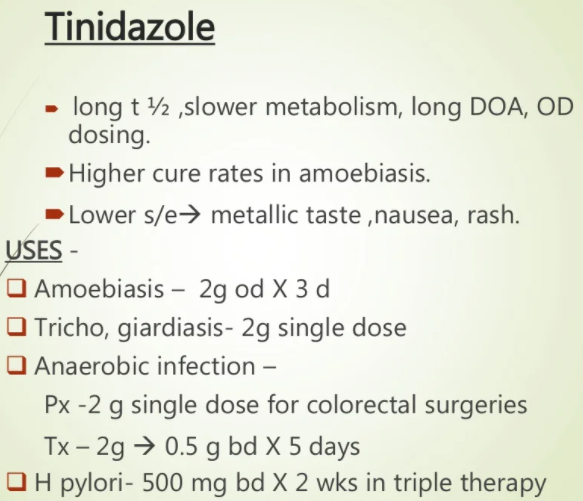 Tinidazole
long t ½ ,slower metabolism, long DOA, OD
dosing.
Higher cure rates in amoebiasis.
Lower s/e→ metallic taste ,nausea, rash.
USES -
Amoebiasis – 2g od X 3 d
Tricho, giardiasis- 2g single dose
Anaerobic infection –
Px -2 g single dose for colorectal surgeries
Tx – 2g → 0.5 g bd X 5 days
H pylori- 500 mg bd X 2 wks in triple therapy